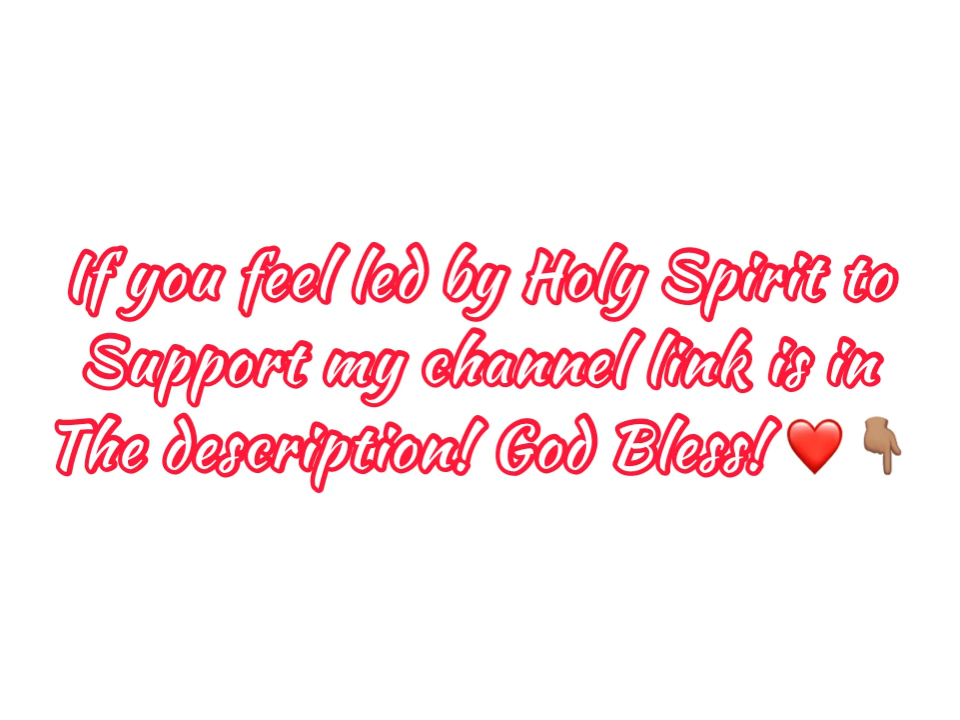 If you feel led by Holy Spirit to
Support my channel link is in
The description! God Bless! ❤️👇🏽